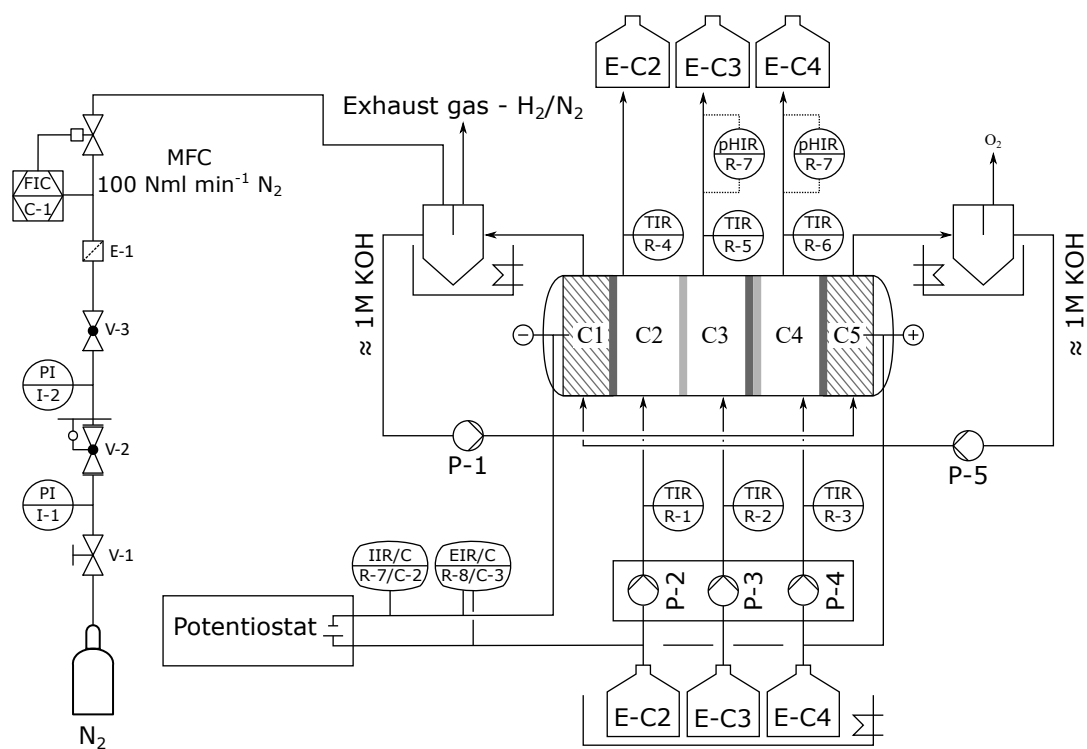 E-C2 E-C3 E-C4
Exhaust gas - H₂/N₂
MFC
100 Nml min⁻¹ N₂
FIC
C-1
E-1
V-3
PI
I-2
V-2
PI
I-1
V-1
N₂
pHIR
R-7
pHIR
R-7
O₂
TIR
R-4
TIR
R-5
TIR
R-6
≈ 1M KOH
≈ 1M KOH
− C1 C2 C3 C4 C5 +
P-1
P-5
TIR
R-1
TIR
R-2
TIR
R-3
IIR/C
R-7/C-2
EIR/C
R-8/C-3
P-2
P-3
P-4
Potentiostat
E-C2 E-C3 E-C4